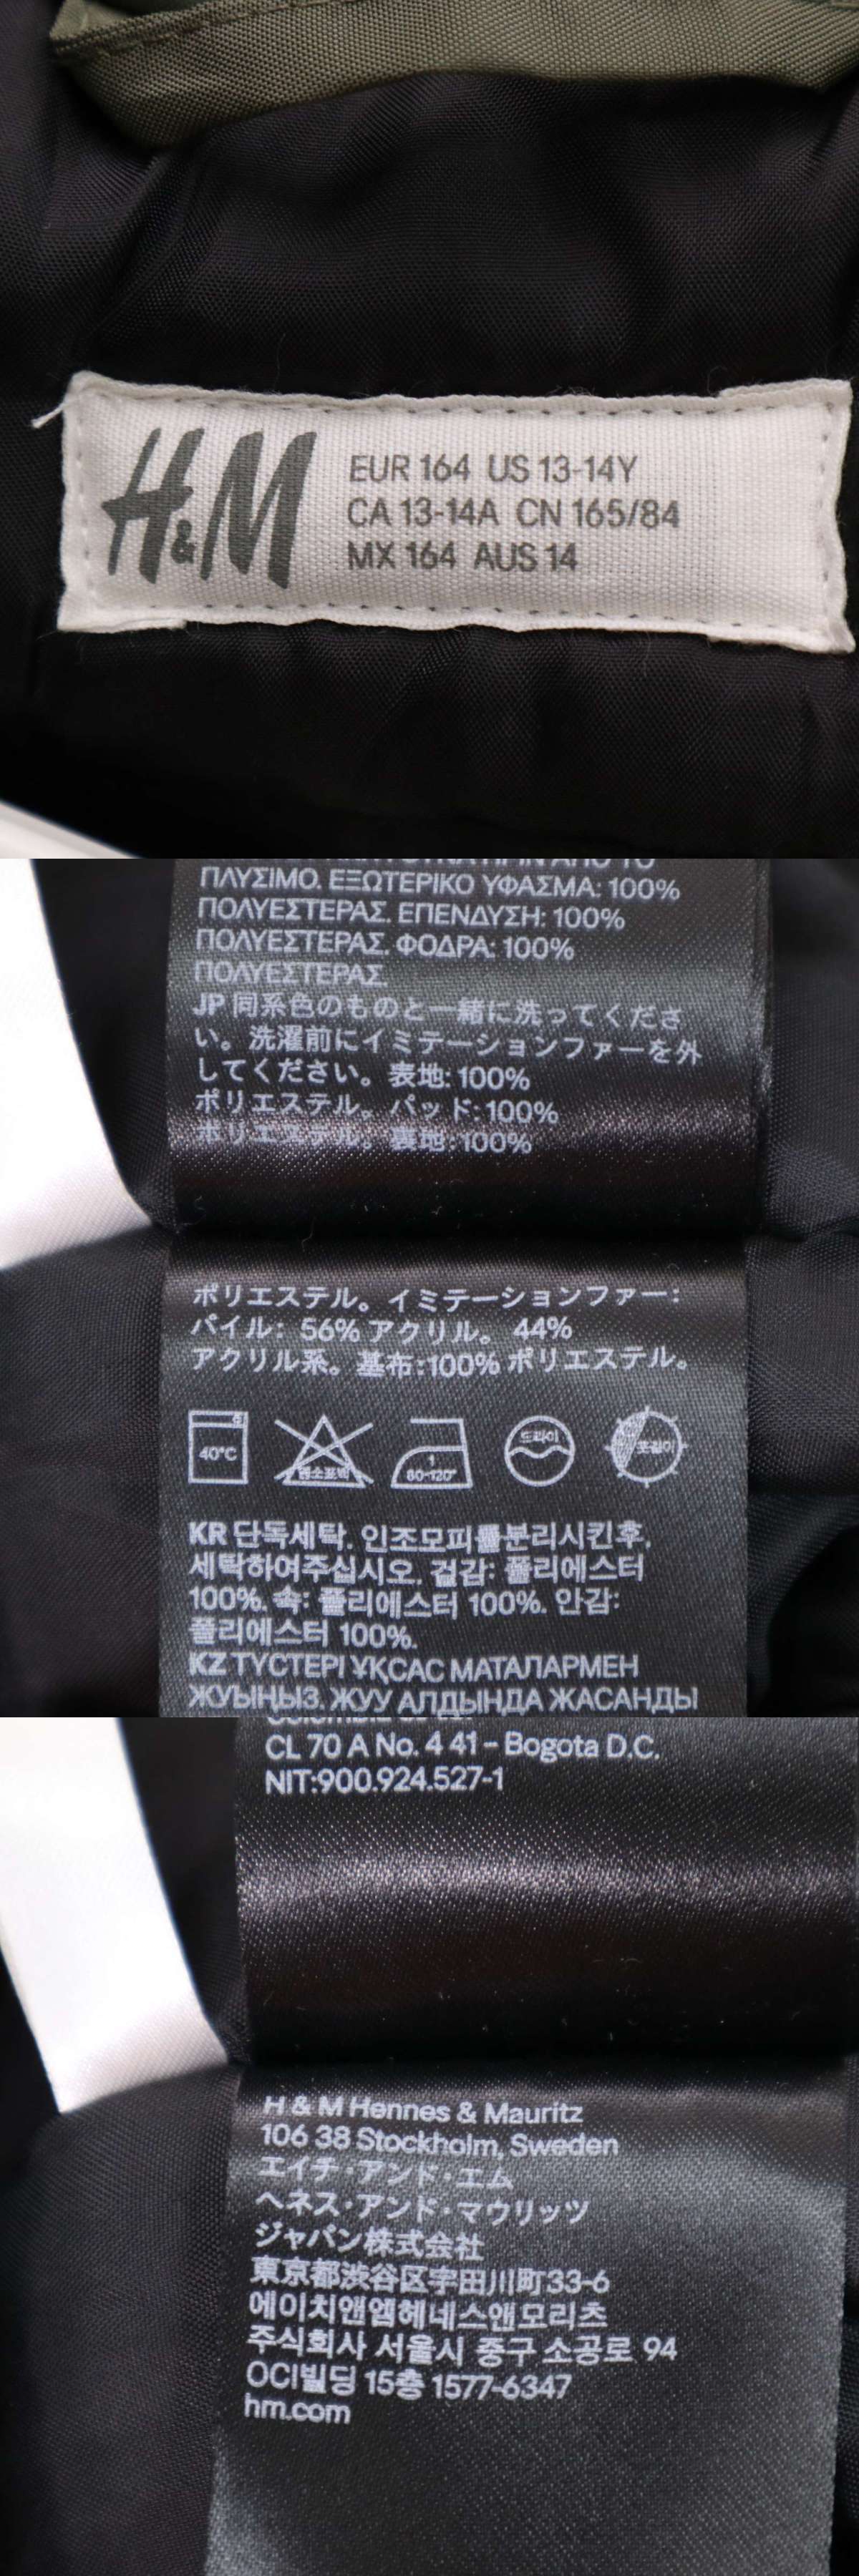 H&M
EUR 164 US 13-14Y
CA 13-14A CN 165/84
MX 164 AUS 14
ΠΛΥΣΙΜΟ. ΕΞΩΤΕΡΙΚΟ ΥΦΑΣΜΑ: 100%
ΠΟΛΥΕΣΤΕΡΑΣ. ΕΠΕΝΔΥΣΗ: 100%
ΠΟΛΥΕΣΤΕΡΑΣ. ΦΟΔΡΑ: 100%
ΠΟΛΥΕΣΤΕΡΑΣ.
JP 同系色のものと一緒に洗ってくださ
い。洗濯前にイミテーションファーを外
してください。表地: 100%
ポリエステル。パッド: 100%
ポリエステル。裏地: 100%
ポリエステル。イミテーションファー:
パイル: 56% アクリル。 44%
アクリル系。基布:100% ポリエステル。
40°C
염소표백
1
80-120°
드라이
옷걸이
KR 단독세탁. 인조모피를분리시킨후,
세탁하여주십시오. 겉감: 폴리에스터
100%. 속: 폴리에스터 100%. 안감:
폴리에스터 100%.
KZ ТҮСТЕРІ ҰҚСАС МАТАЛАРМЕН
ЖУЫҢЫЗ. ЖУУ АЛДЫНДА ЖАСАНДЫ
CL 70 A No. 4 41 - Bogota D.C.
NIT:900.924.527-1
H & M Hennes & Mauritz
106 38 Stockholm, Sweden
エイチ・アンド・エム
ヘネス・アンド・マウリッツ
ジャパン株式会社
東京都渋谷区宇田川町33-6
에이치앤엠헤네스앤모리츠
주식회사 서울시 중구 소공로 94
OCI빌딩 15층 1577-6347
hm.com